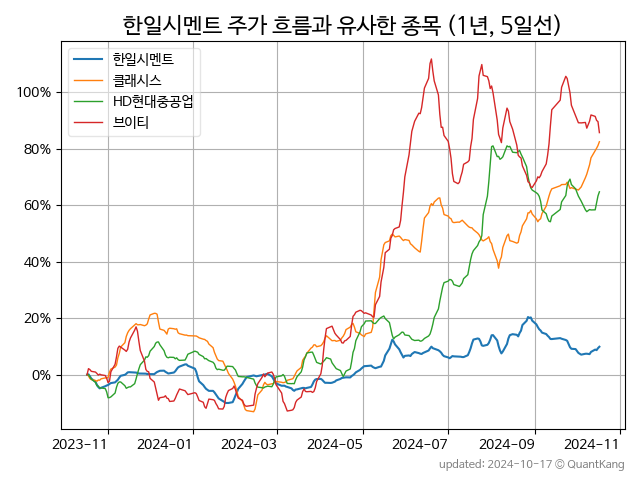 한일시멘트 주가 흐름과 유사한 종목 (1년, 5일선)
한일시멘트
클래시스
HD현대중공업
브이티
100%
80%
60%
40%
20%
0%
2023-11
2024-01
2024-03
2024-05
2024-07
2024-09
2024-11
updated: 2024-10-17 © QuantKang